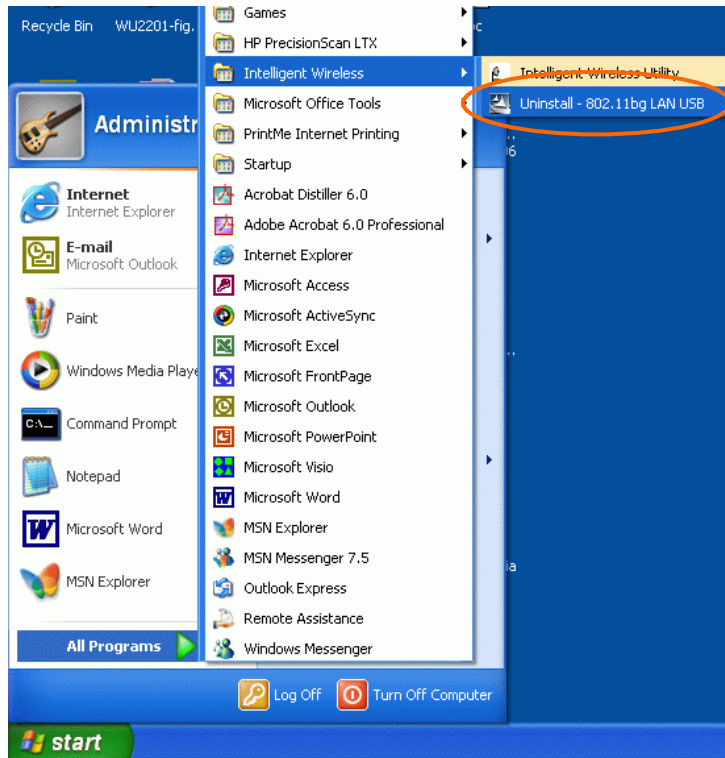 Recycle Bin
WU2201-fig.
Games
HP PrecisionScan LTX
Intelligent Wireless
Microsoft Office Tools
PrintMe Internet Printing
Startup
Acrobat Distiller 6.0
Adobe Acrobat 6.0 Professional
Internet Explorer
Microsoft Access
Microsoft ActiveSync
Microsoft Excel
Microsoft FrontPage
Microsoft Outlook
Microsoft PowerPoint
Microsoft Visio
Microsoft Word
MSN Explorer
MSN Messenger 7.5
Outlook Express
Remote Assistance
Windows Messenger
Intelligent Wireless Utility
Uninstall - 802.11bg LAN USB
Administr
Internet
Internet Explorer
E-mail
Microsoft Outlook
Paint
Windows Media Playe
C:\_
Command Prompt
Notepad
Microsoft Word
MSN Explorer
All Programs
Log Off
Turn Off Computer
start